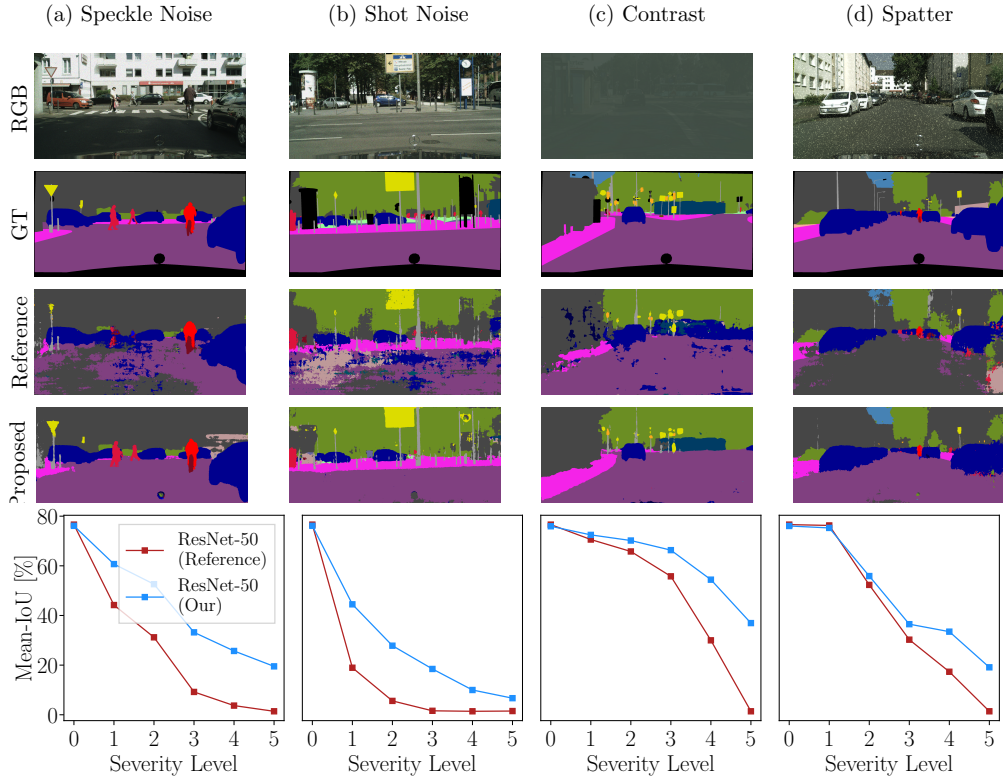 (a) Speckle Noise
(b) Shot Noise
(c) Contrast
(d) Spatter
RGB
GT
Reference
Proposed
Mean-IoU [%]
80
60
40
20
0
ResNet-50
(Reference)
ResNet-50
(Our)
0 1 2 3 4 5
0 1 2 3 4 5
0 1 2 3 4 5
0 1 2 3 4 5
Severity Level
Severity Level
Severity Level
Severity Level